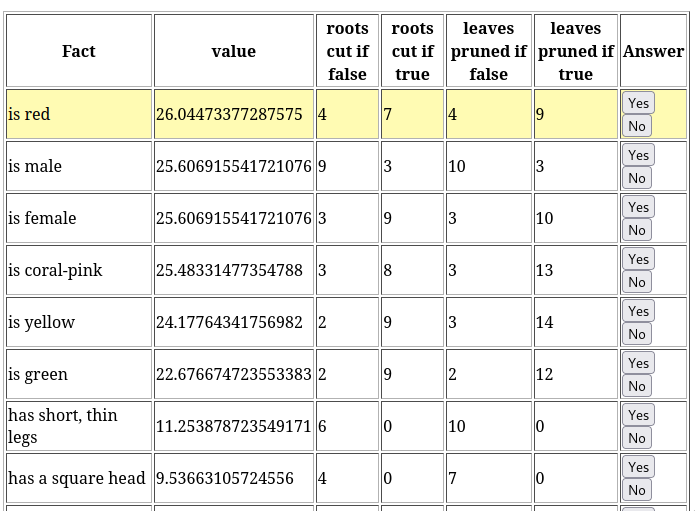 Fact value roots cut if false roots cut if true leaves pruned if false leaves pruned if true Answer
is red 26.04473377287575 4 7 4 9 Yes No
is male 25.606915541721076 9 3 10 3 Yes No
is female 25.606915541721076 3 9 3 10 Yes No
is coral-pink 25.48331477354788 3 8 3 13 Yes No
is yellow 24.17764341756982 2 9 3 14 Yes No
is green 22.676674723553383 2 9 2 12 Yes No
has short, thin legs 11.253878723549171 6 0 10 0 Yes No
has a square head 9.53663105724556 4 0 7 0 Yes No